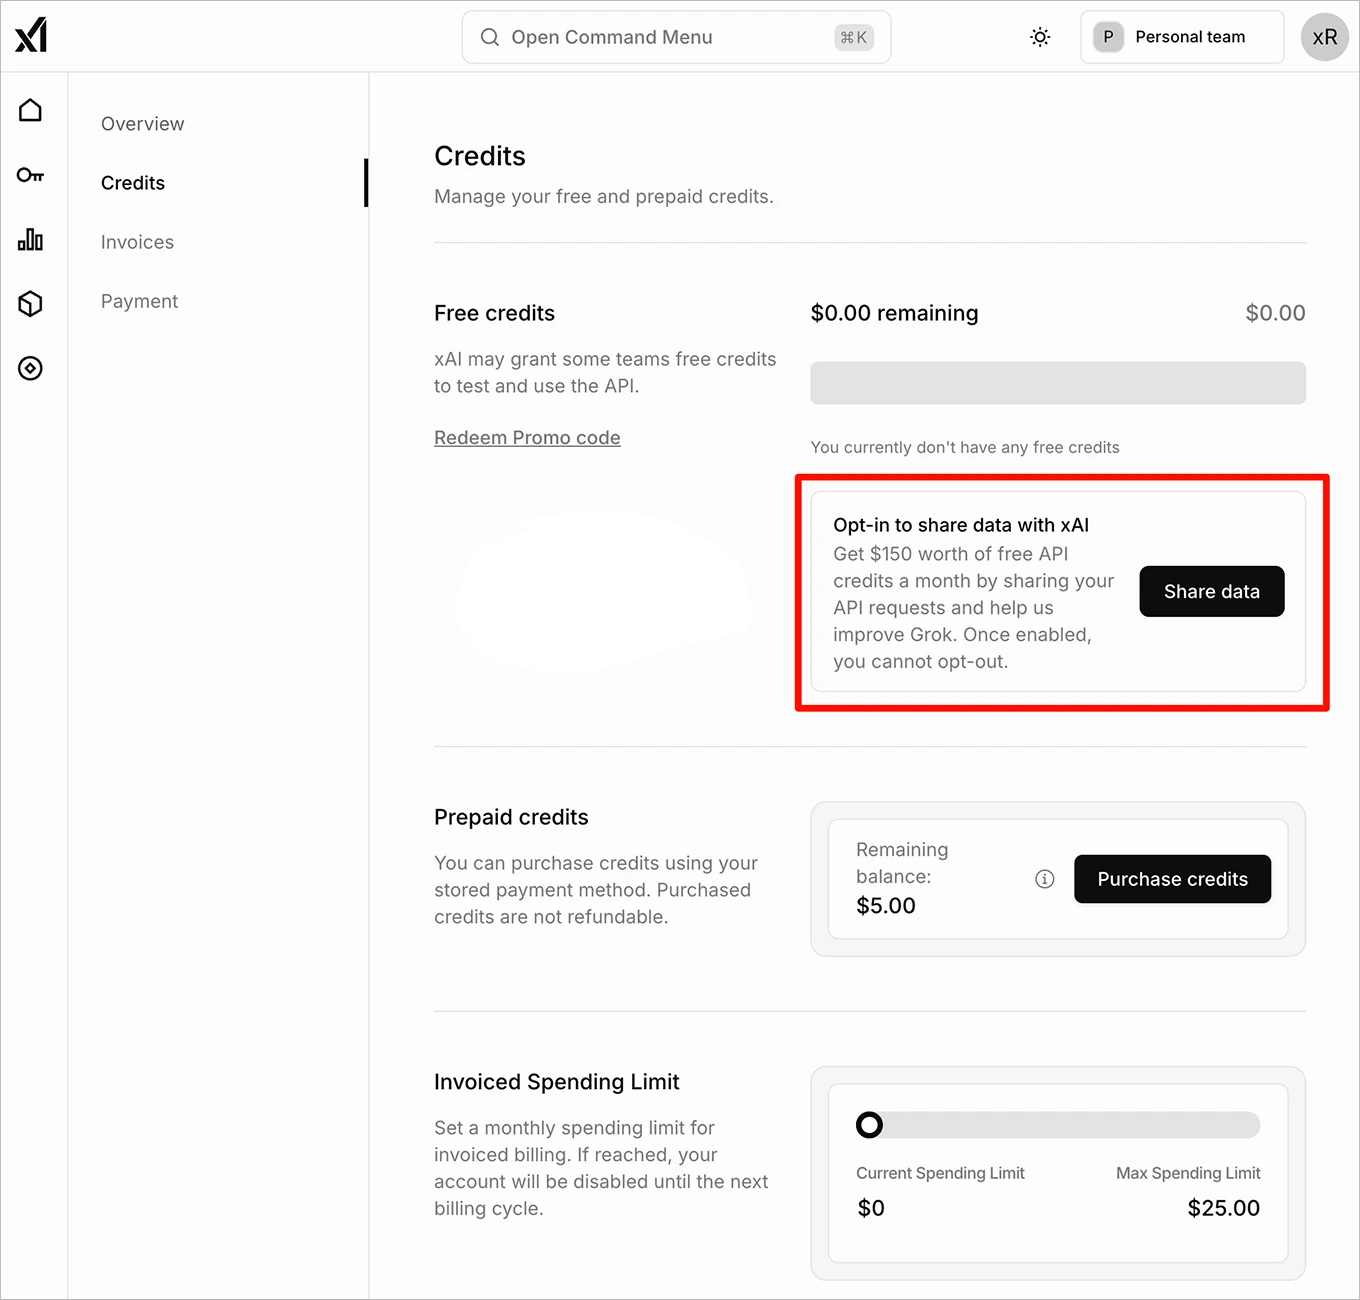 xI
Open Command Menu
⌘K
P
Personal team
xR
Overview
Credits
Invoices
Payment
Credits
Manage your free and prepaid credits.
Free credits
xAI may grant some teams free credits
to test and use the API.
Redeem Promo code
$0.00 remaining
$0.00
You currently don't have any free credits
Opt-in to share data with xAI
Get $150 worth of free API
credits a month by sharing your
API requests and help us
improve Grok. Once enabled,
you cannot opt-out.
Share data
Prepaid credits
You can purchase credits using your
stored payment method. Purchased
credits are not refundable.
Remaining
balance:
$5.00
Purchase credits
Invoiced Spending Limit
Set a monthly spending limit for
invoiced billing. If reached, your
account will be disabled until the next
billing cycle.
Current Spending Limit
Max Spending Limit
$0
$25.00